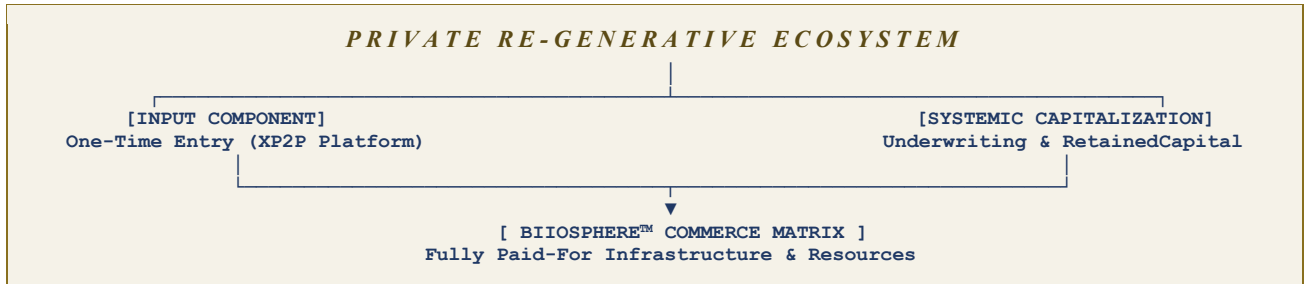 PRIVATE RE-GENERATIVE ECOSYSTEM
[INPUT COMPONENT]
One-Time Entry (XP2P Platform)
[SYSTEMIC CAPITALIZATION]
Underwriting & RetainedCapital
[ BIIOSPHERE™ COMMERCE MATRIX ]
Fully Paid-For Infrastructure & Resources